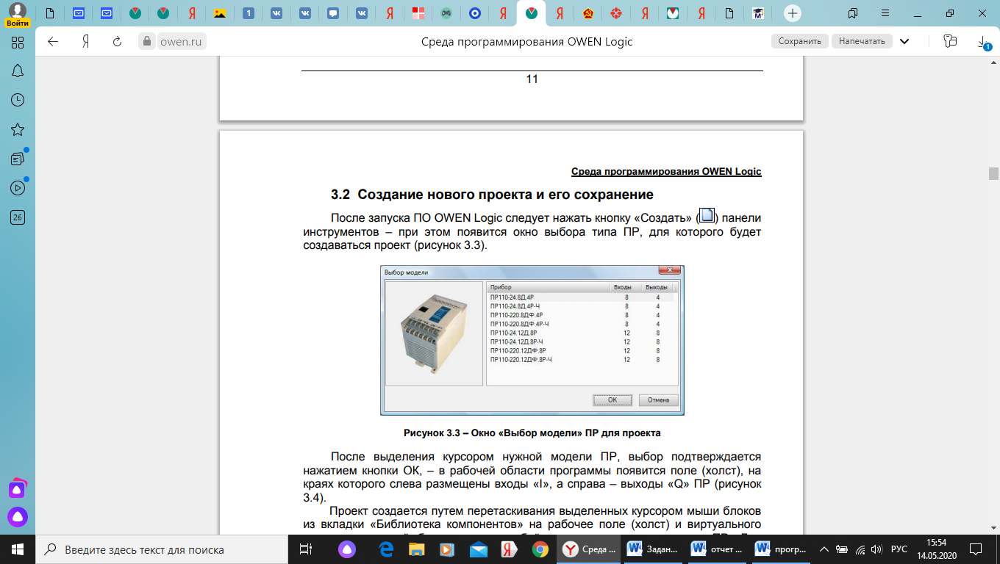 Войти
owen.ru
Среда программирования OWEN Logic
Сохранить
Напечатать
1
26
11
Среда программирования OWEN Logic
3.2 Создание нового проекта и его сохранение
После запуска ПО OWEN Logic следует нажать кнопку «Создать» ( ) панели
инструментов – при этом появится окно выбора типа ПР, для которого будет
создаваться проект (рисунок 3.3).
Выбор модели
Прибор Входы Выходы
ПР110-24.8Д.4Р 8 4
ПР110-24.8Д.4Р-Ч 8 4
ПР110-220.8ДФ.4Р 8 4
ПР110-220.8ДФ.4Р-Ч 8 4
ПР110-24.12Д.8Р 12 8
ПР110-24.12Д.8Р-Ч 12 8
ПР110-220.12ДФ.8Р 12 8
ПР110-220.12ДФ.8Р-Ч 12 8
OK Отмена
Рисунок 3.3 – Окно «Выбор модели» ПР для проекта
После выделения курсором нужной модели ПР, выбор подтверждается
нажатием кнопки ОК, – в рабочей области программы появится поле (холст), на
краях которого слева размещены входы «I», а справа – выходы «Q» ПР (рисунок
3.4).
Проект создается путем перетаскивания выделенных курсором мыши блоков
из вкладки «Библиотека компонентов» на рабочее поле (холст) и виртуального
Введите здесь текст для поиска
Среда ...
Задан...
отчет ...
прогр...
РУС
15:54
14.05.2020